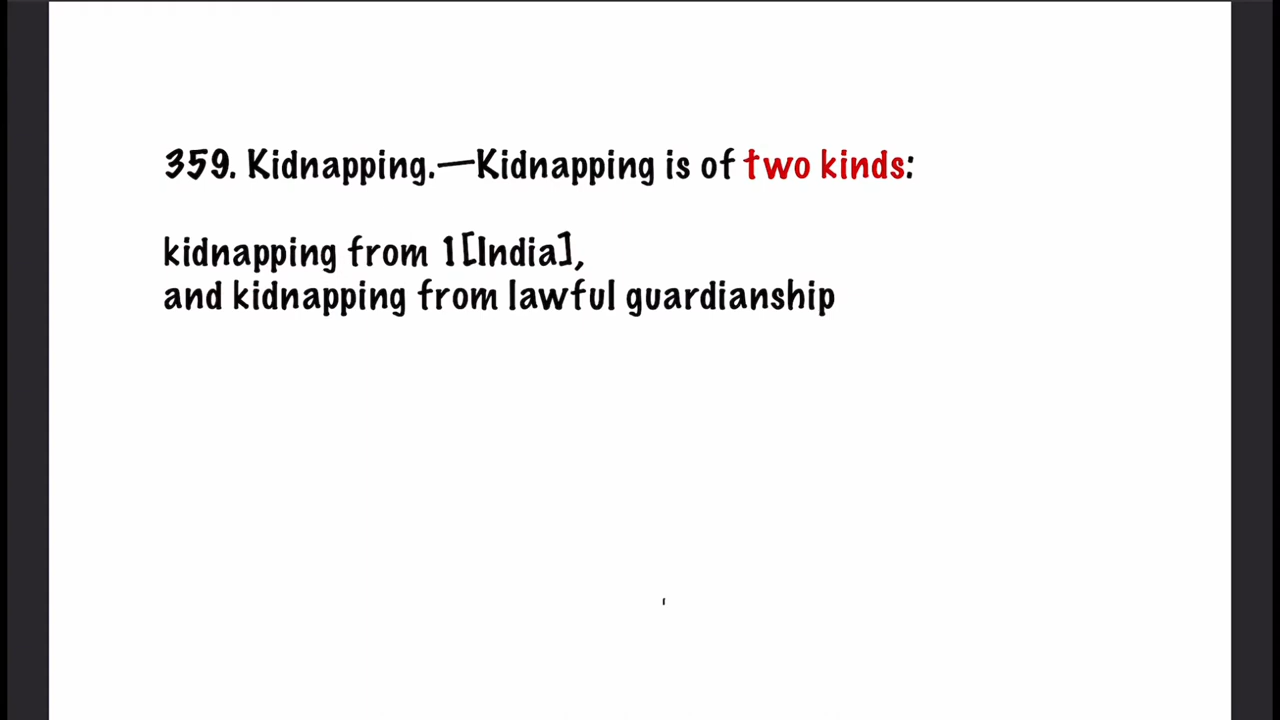 359. Kidnapping.—Kidnapping is of two kinds:
kidnapping from 1[India],
and kidnapping from lawful guardianship